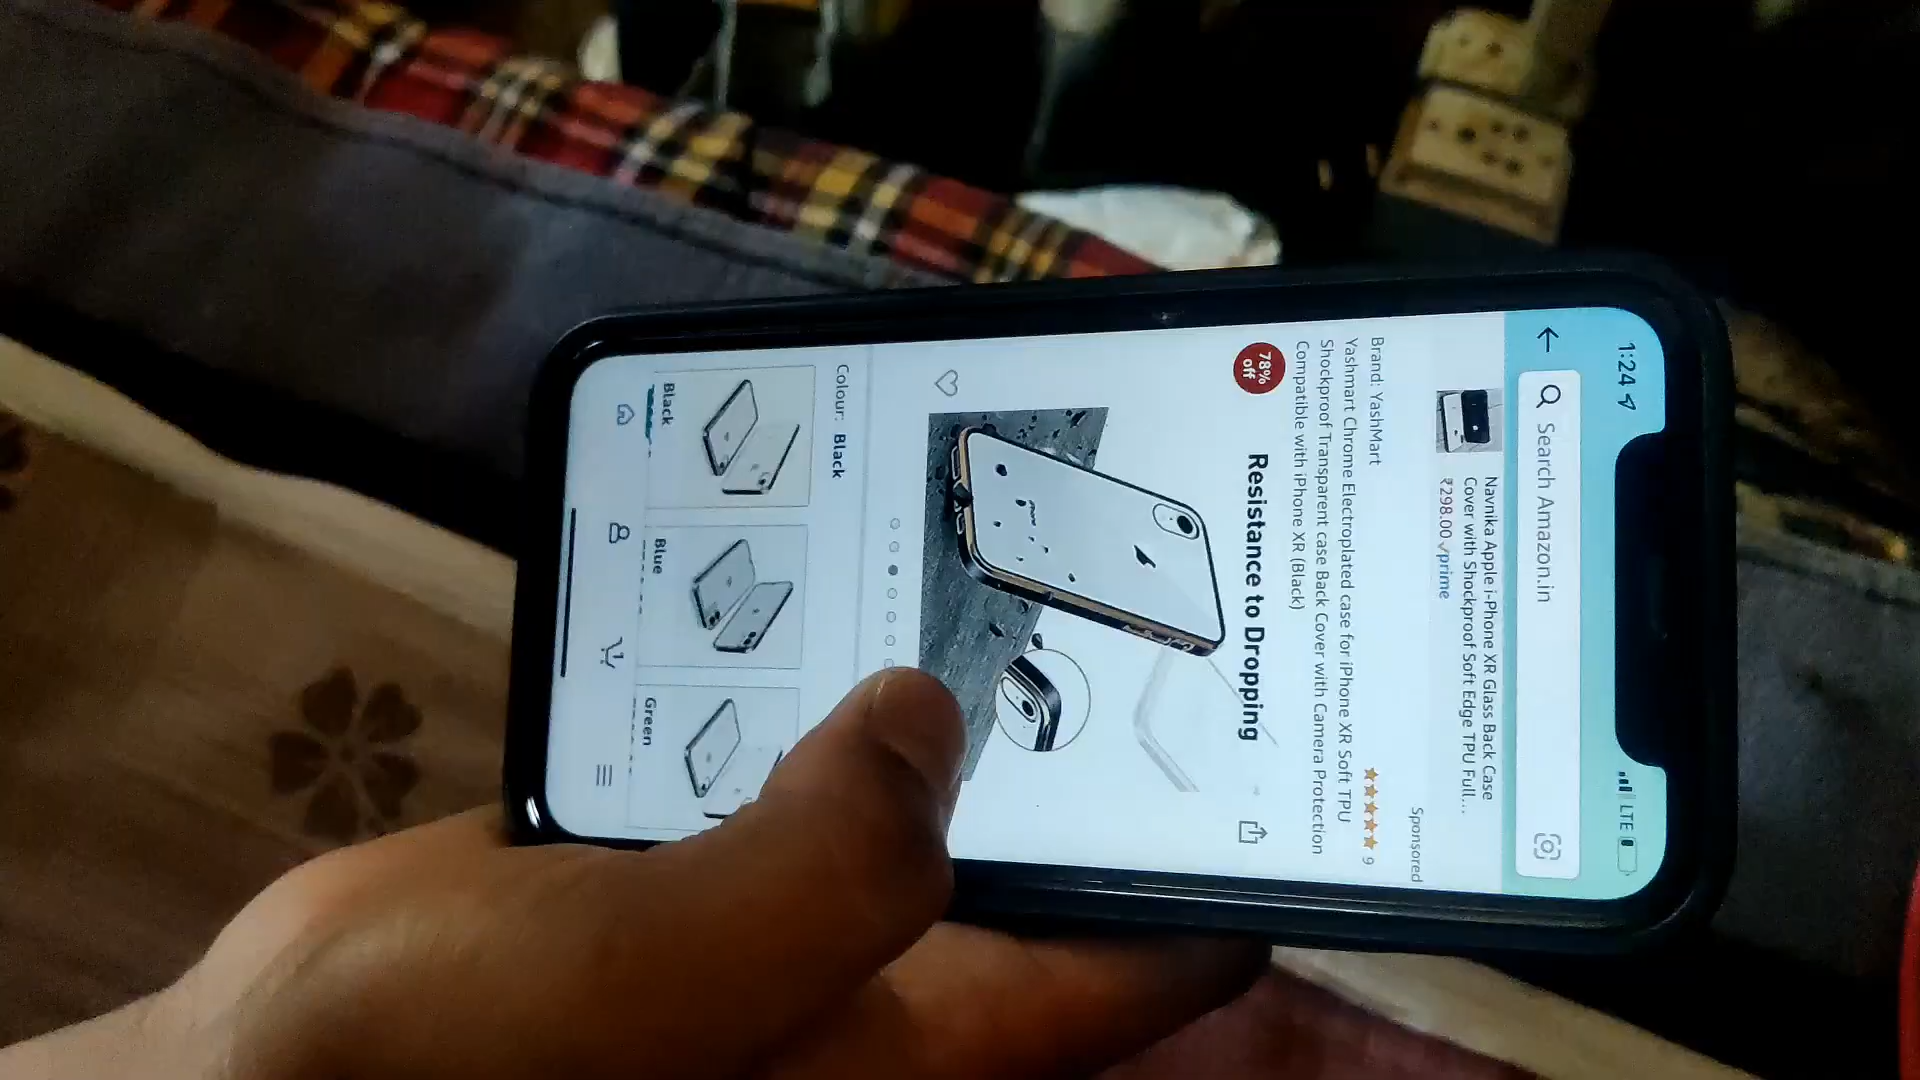 1:24
LTE
Search Amazon.in
Navnika Apple i-Phone XR Glass Back Case
Cover with Shockproof Soft Edge TPU Full...
₹298.00 prime
Sponsored
Brand: YashMart
9
Yashmart Chrome Electroplated case for iPhone XR Soft TPU
Shockproof Transparent case Back Cover with Camera Protection
Compatible with iPhone XR (Black)
78%
off
Resistance to Dropping
Colour: Black
Black
Blue
Green
1